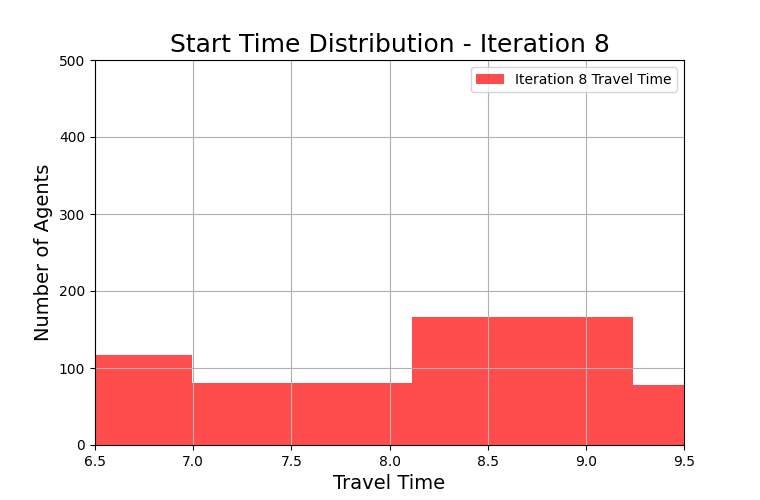 Start Time Distribution - Iteration 8
Iteration 8 Travel Time
500
400
300
200
100
0
Number of Agents
6.5 7.0 7.5 8.0 8.5 9.0 9.5
Travel Time